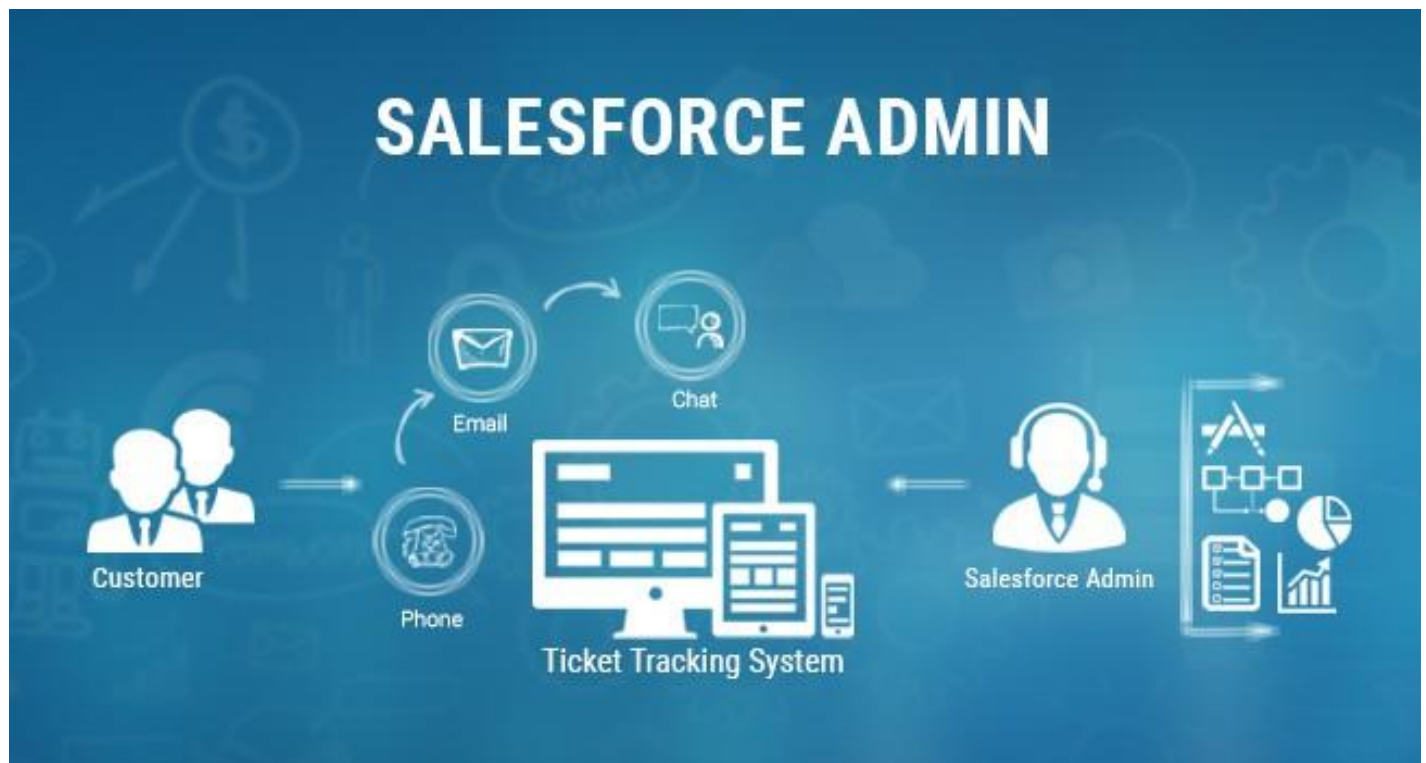 SALESFORCE ADMIN
Chat
Email
Customer
Phone
Salesforce Admin
Ticket Tracking System